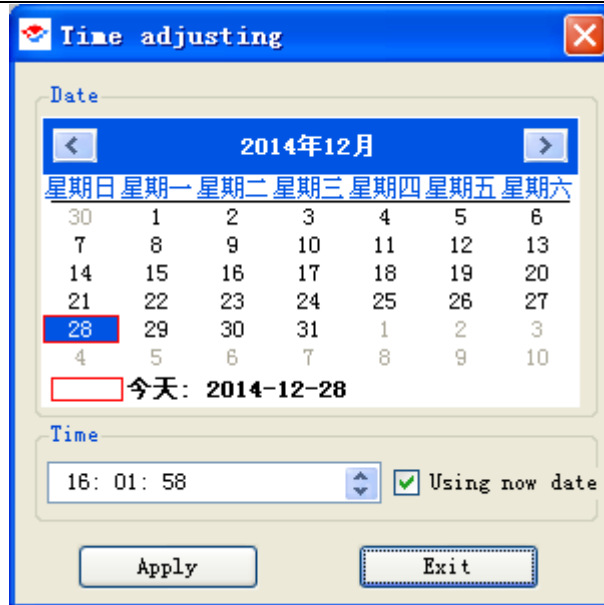 Time adjusting
Date
2014年12月
星期日 星期一 星期二 星期三 星期四 星期五 星期六
30 1 2 3 4 5 6
7 8 9 10 11 12 13
14 15 16 17 18 19 20
21 22 23 24 25 26 27
28 29 30 31 1 2 3
4 5 6 7 8 9 10
今天: 2014-12-28
Time
16: 01: 58 Using now date
Apply Exit